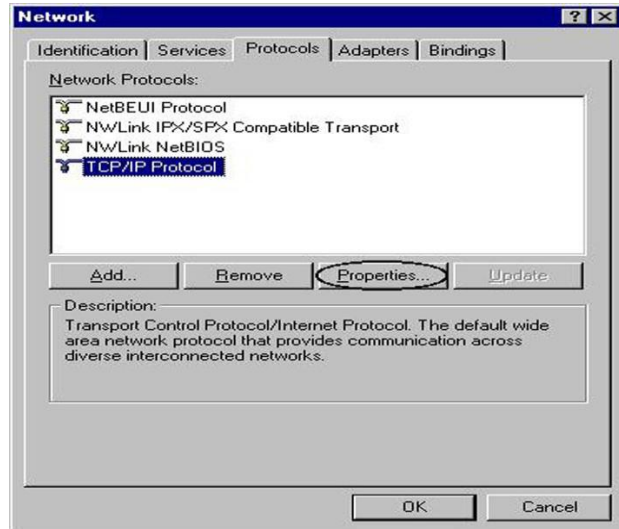 Network
Identification Services Protocols Adapters Bindings
Network Protocols:
NetBEUI Protocol
NWLink IPX/SPX Compatible Transport
NWLink NetBIOS
TCP/IP Protocol
Add... Remove Properties... Update
Description:
Transport Control Protocol/Internet Protocol. The default wide
area network protocol that provides communication across
diverse interconnected networks.
OK Cancel